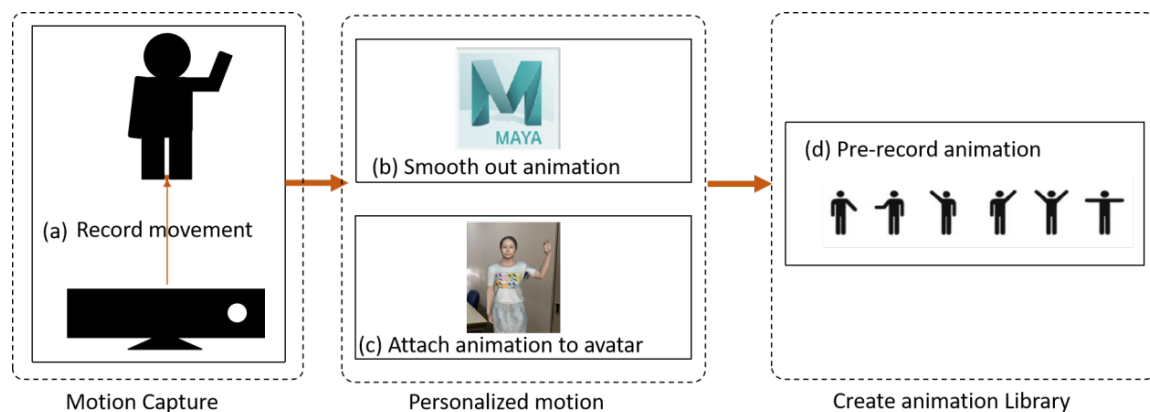 (a) Record movement
Motion Capture
MAYA
(b) Smooth out animation
(c) Attach animation to avatar
Personalized motion
(d) Pre-record animation
Create animation Library